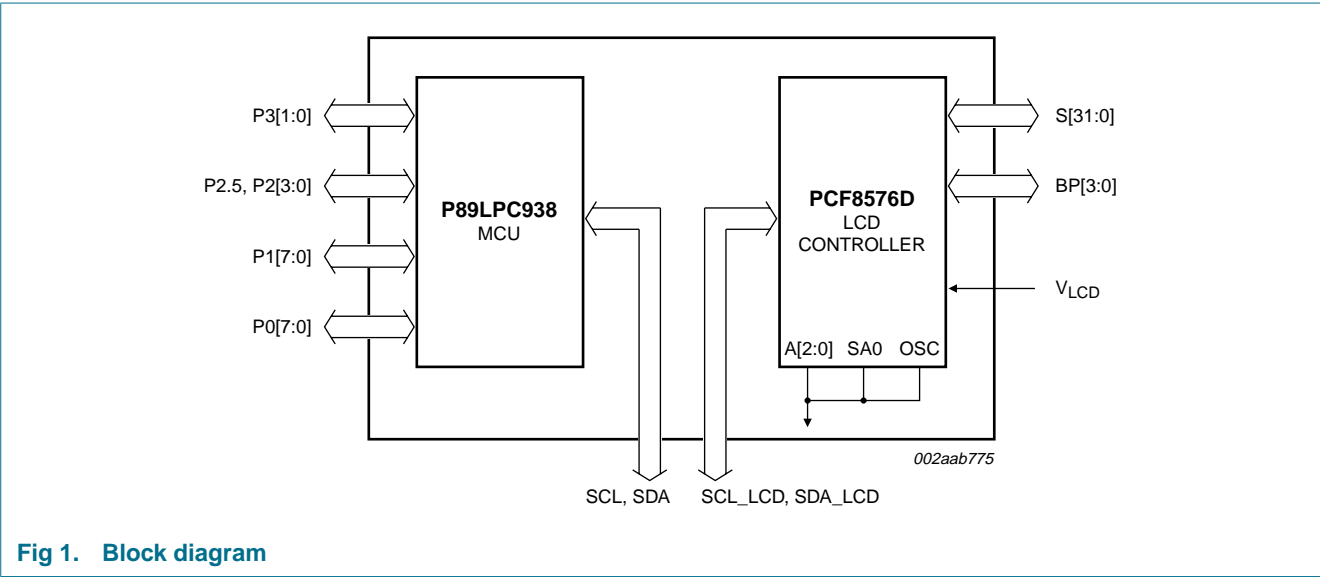 P3[1:0]
P2.5, P2[3:0]
P1[7:0]
P0[7:0]
P89LPC938
MCU
PCF8576D
LCD
CONTROLLER
A[2:0] SA0 OSC
S[31:0]
BP[3:0]
VLCD
002aab775
SCL, SDA
SCL_LCD, SDA_LCD
Fig 1. Block diagram